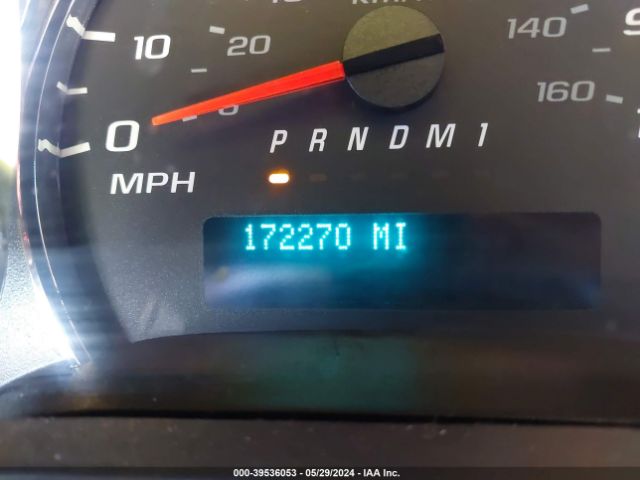 10 20 140
0 160
P R N D M 1
MPH
172270 MI
000-39536053 - 05/29/2024 - IAA Inc.